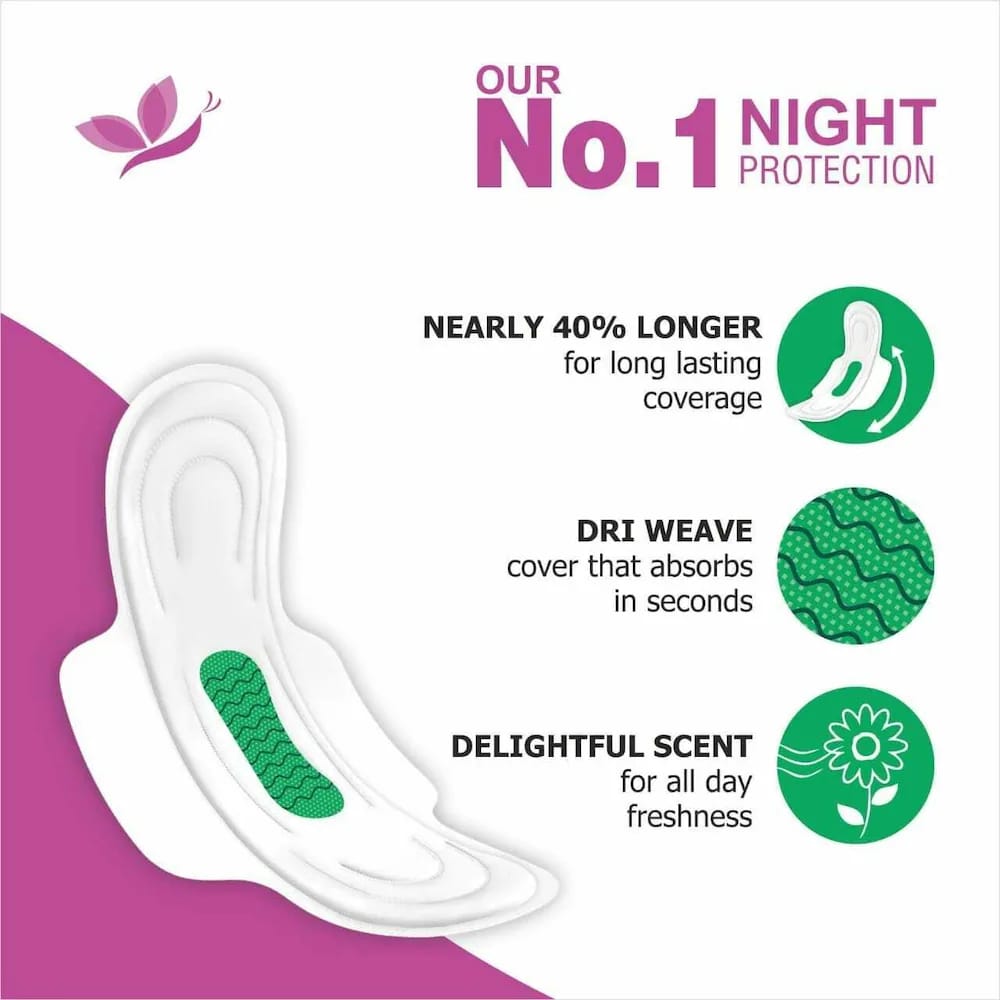 OUR
No.1 NIGHT
PROTECTION
NEARLY 40% LONGER
for long lasting
coverage
DRI WEAVE
cover that absorbs
in seconds
DELIGHTFUL SCENT
for all day
freshness